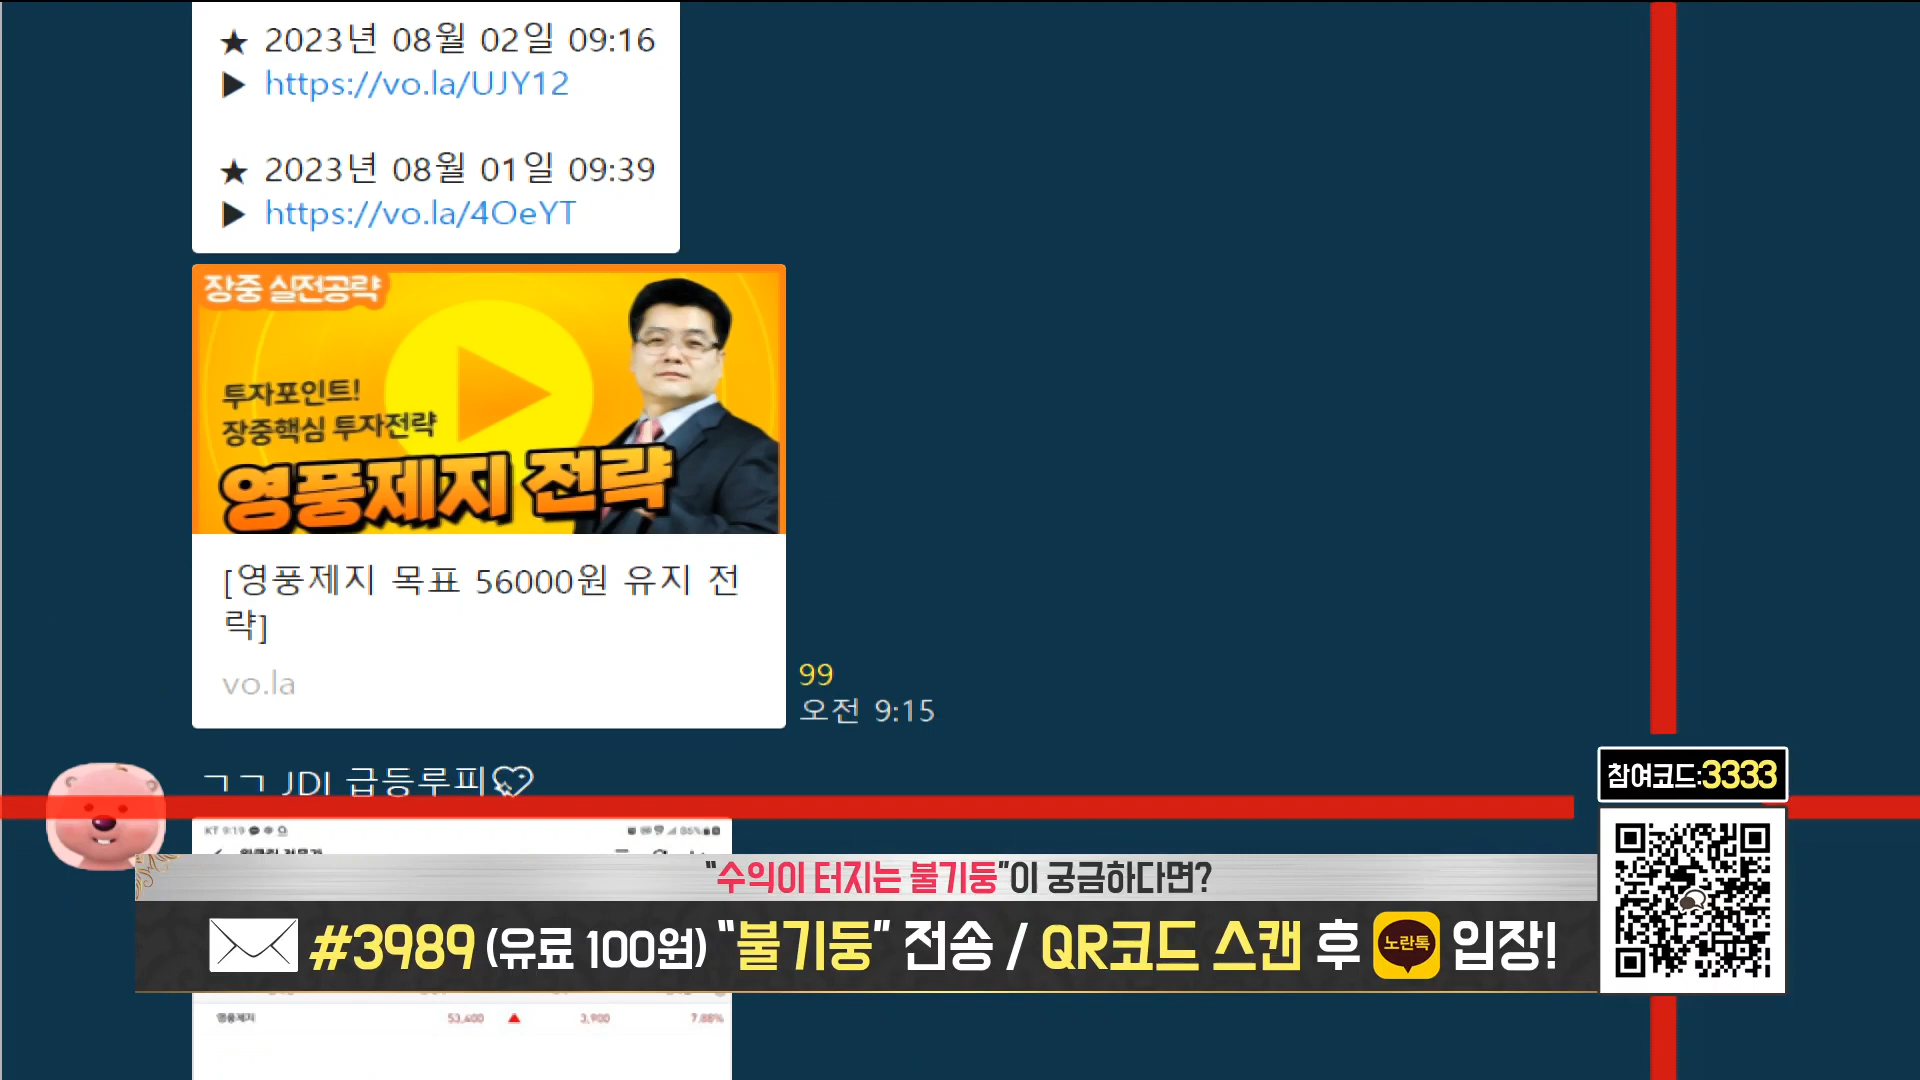 ★ 2023년 08월 02일 09:16
▶ https://vo.la/UJY12
★ 2023년 08월 01일 09:39
▶ https://vo.la/4OeYT
장중 실전공략
투자포인트!
장중핵심 투자전략
영풍제지 전략
[영풍제지 목표 56000원 유지 전
략]
vo.la
99
오전 9:15
ㄱㄱ JDI 급등루피
KT 9:19
86%
참여코드:3333
"수익이 터지는 불기둥"이 궁금하다면?
#3989 (유료 100원) "불기둥" 전송 / QR코드 스캔 후 노란톡 입장!
영풍제지 53,400 ▲ 3,900 7.88%